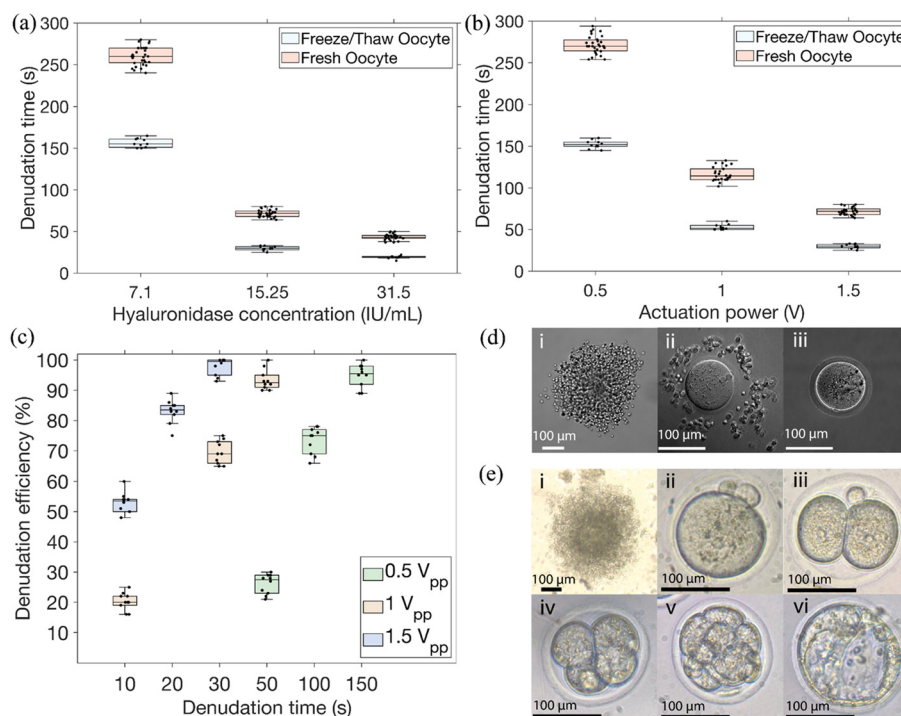 (a)
300
250
200
150
100
50
0
Denudation time (s)
Freeze/Thaw Oocyte
Fresh Oocyte
7.1
15.25
31.5
Hyaluronidase concentration (IU/mL)
(b)
300
250
200
150
100
50
0
Denudation time (s)
Freeze/Thaw Oocyte
Fresh Oocyte
0.5
1
1.5
Actuation power (V)
(c)
100
90
80
70
60
50
40
30
20
10
Denudation efficiency (%)
0.5 Vpp
1 Vpp
1.5 Vpp
10
20
30
50
100
150
Denudation time (s)
(d)
i
100 μm
ii
100 μm
iii
100 μm
(e)
i
100 μm
ii
100 μm
iii
100 μm
iv
100 μm
v
100 μm
vi
100 μm